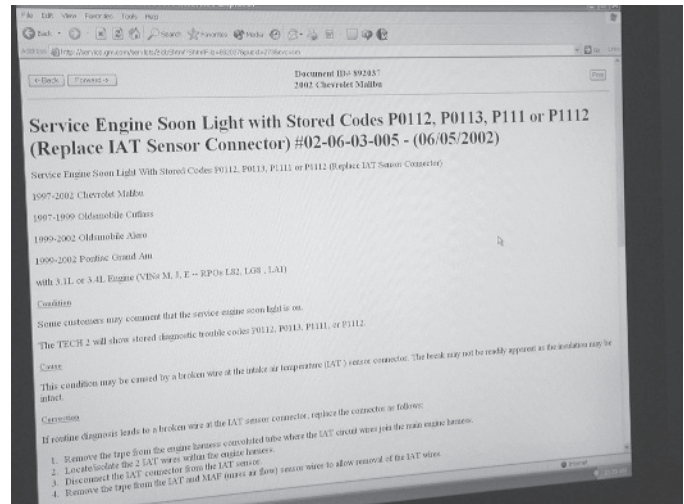 File Edit View Favorites Tools Help
Back Search Favorites Media
Address
<-Back Forward->
Document ID# 892037
2002 Chevrolet Malibu
Print
Service Engine Soon Light with Stored Codes P0112, P0113, P111 or P1112
(Replace IAT Sensor Connector) #02-06-03-005 - (06/05/2002)
Service Engine Soon Light With Stored Codes P0112, P0113, P1111 or P1112 (Replace IAT Sensor Connector)
1997-2002 Chevrolet Malibu
1997-1999 Oldsmobile Cutlass
1999-2002 Oldsmobile Alero
1999-2002 Pontiac Grand Am
with 3.1L or 3.4L Engine (VINs M, J, E -- RPOs L82, LG8, LA1)
Condition
Some customers may comment that the service engine soon light is on.
The TECH 2 will show stored diagnostic trouble codes P0112, P0113, P1111, or P1112.
Cause
This condition may be caused by a broken wire at the intake air temperature (IAT) sensor connector. The break may not be readily apparent as the insulation may be
intact.
Correction
If routine diagnosis leads to a broken wire at the IAT sensor connector, replace the connector as follows:
1. Remove the tape from the engine harness convoluted tube where the IAT circuit wires join the main engine harness.
2. Locate/isolate the 2 IAT wires within the engine harness.
3. Disconnect the IAT connector from the IAT sensor.
4. Remove the tape from the IAT and MAF (mass air flow) sensor wires to allow removal of the IAT wires
Internet